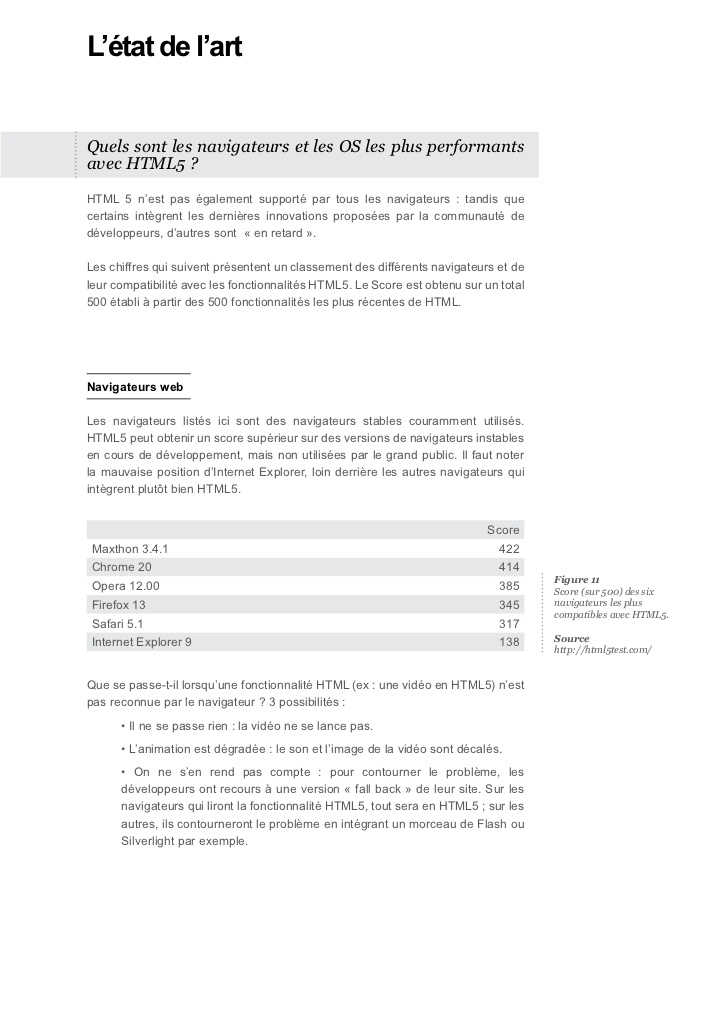 L'état de l'art
Quels sont les navigateurs et les OS les plus performants
avec HTML5 ?
HTML 5 n'est pas également supporté par tous les navigateurs : tandis que
certains intègrent les dernières innovations proposées par la communauté de
développeurs, d'autres sont « en retard ».
Les chiffres qui suivent présentent un classement des différents navigateurs et de
leur compatibilité avec les fonctionnalités HTML5. Le Score est obtenu sur un total
500 établi à partir des 500 fonctionnalités les plus récentes de HTML.
Navigateurs web
Les navigateurs listés ici sont des navigateurs stables couramment utilisés.
HTML5 peut obtenir un score supérieur sur des versions de navigateurs instables
en cours de développement, mais non utilisées par le grand public. Il faut noter
la mauvaise position d'Internet Explorer, loin derrière les autres navigateurs qui
intègrent plutôt bien HTML5.
Score
Maxthon 3.4.1 422
Chrome 20 414
Opera 12.00 385
Firefox 13 345
Safari 5.1 317
Internet Explorer 9 138
Figure 11
Score (sur 500) des six
navigateurs les plus
compatibles avec HTML5.
Source
http://html5test.com/
Que se passe-t-il lorsqu'une fonctionnalité HTML (ex : une vidéo en HTML5) n'est
pas reconnue par le navigateur ? 3 possibilités :
• Il ne se passe rien : la vidéo ne se lance pas.
• L'animation est dégradée : le son et l'image de la vidéo sont décalés.
• On ne s'en rend pas compte : pour contourner le problème, les
développeurs ont recours à une version « fall back » de leur site. Sur les
navigateurs qui liront la fonctionnalité HTML5, tout sera en HTML5 ; sur les
autres, ils contourneront le problème en intégrant un morceau de Flash ou
Silverlight par exemple.